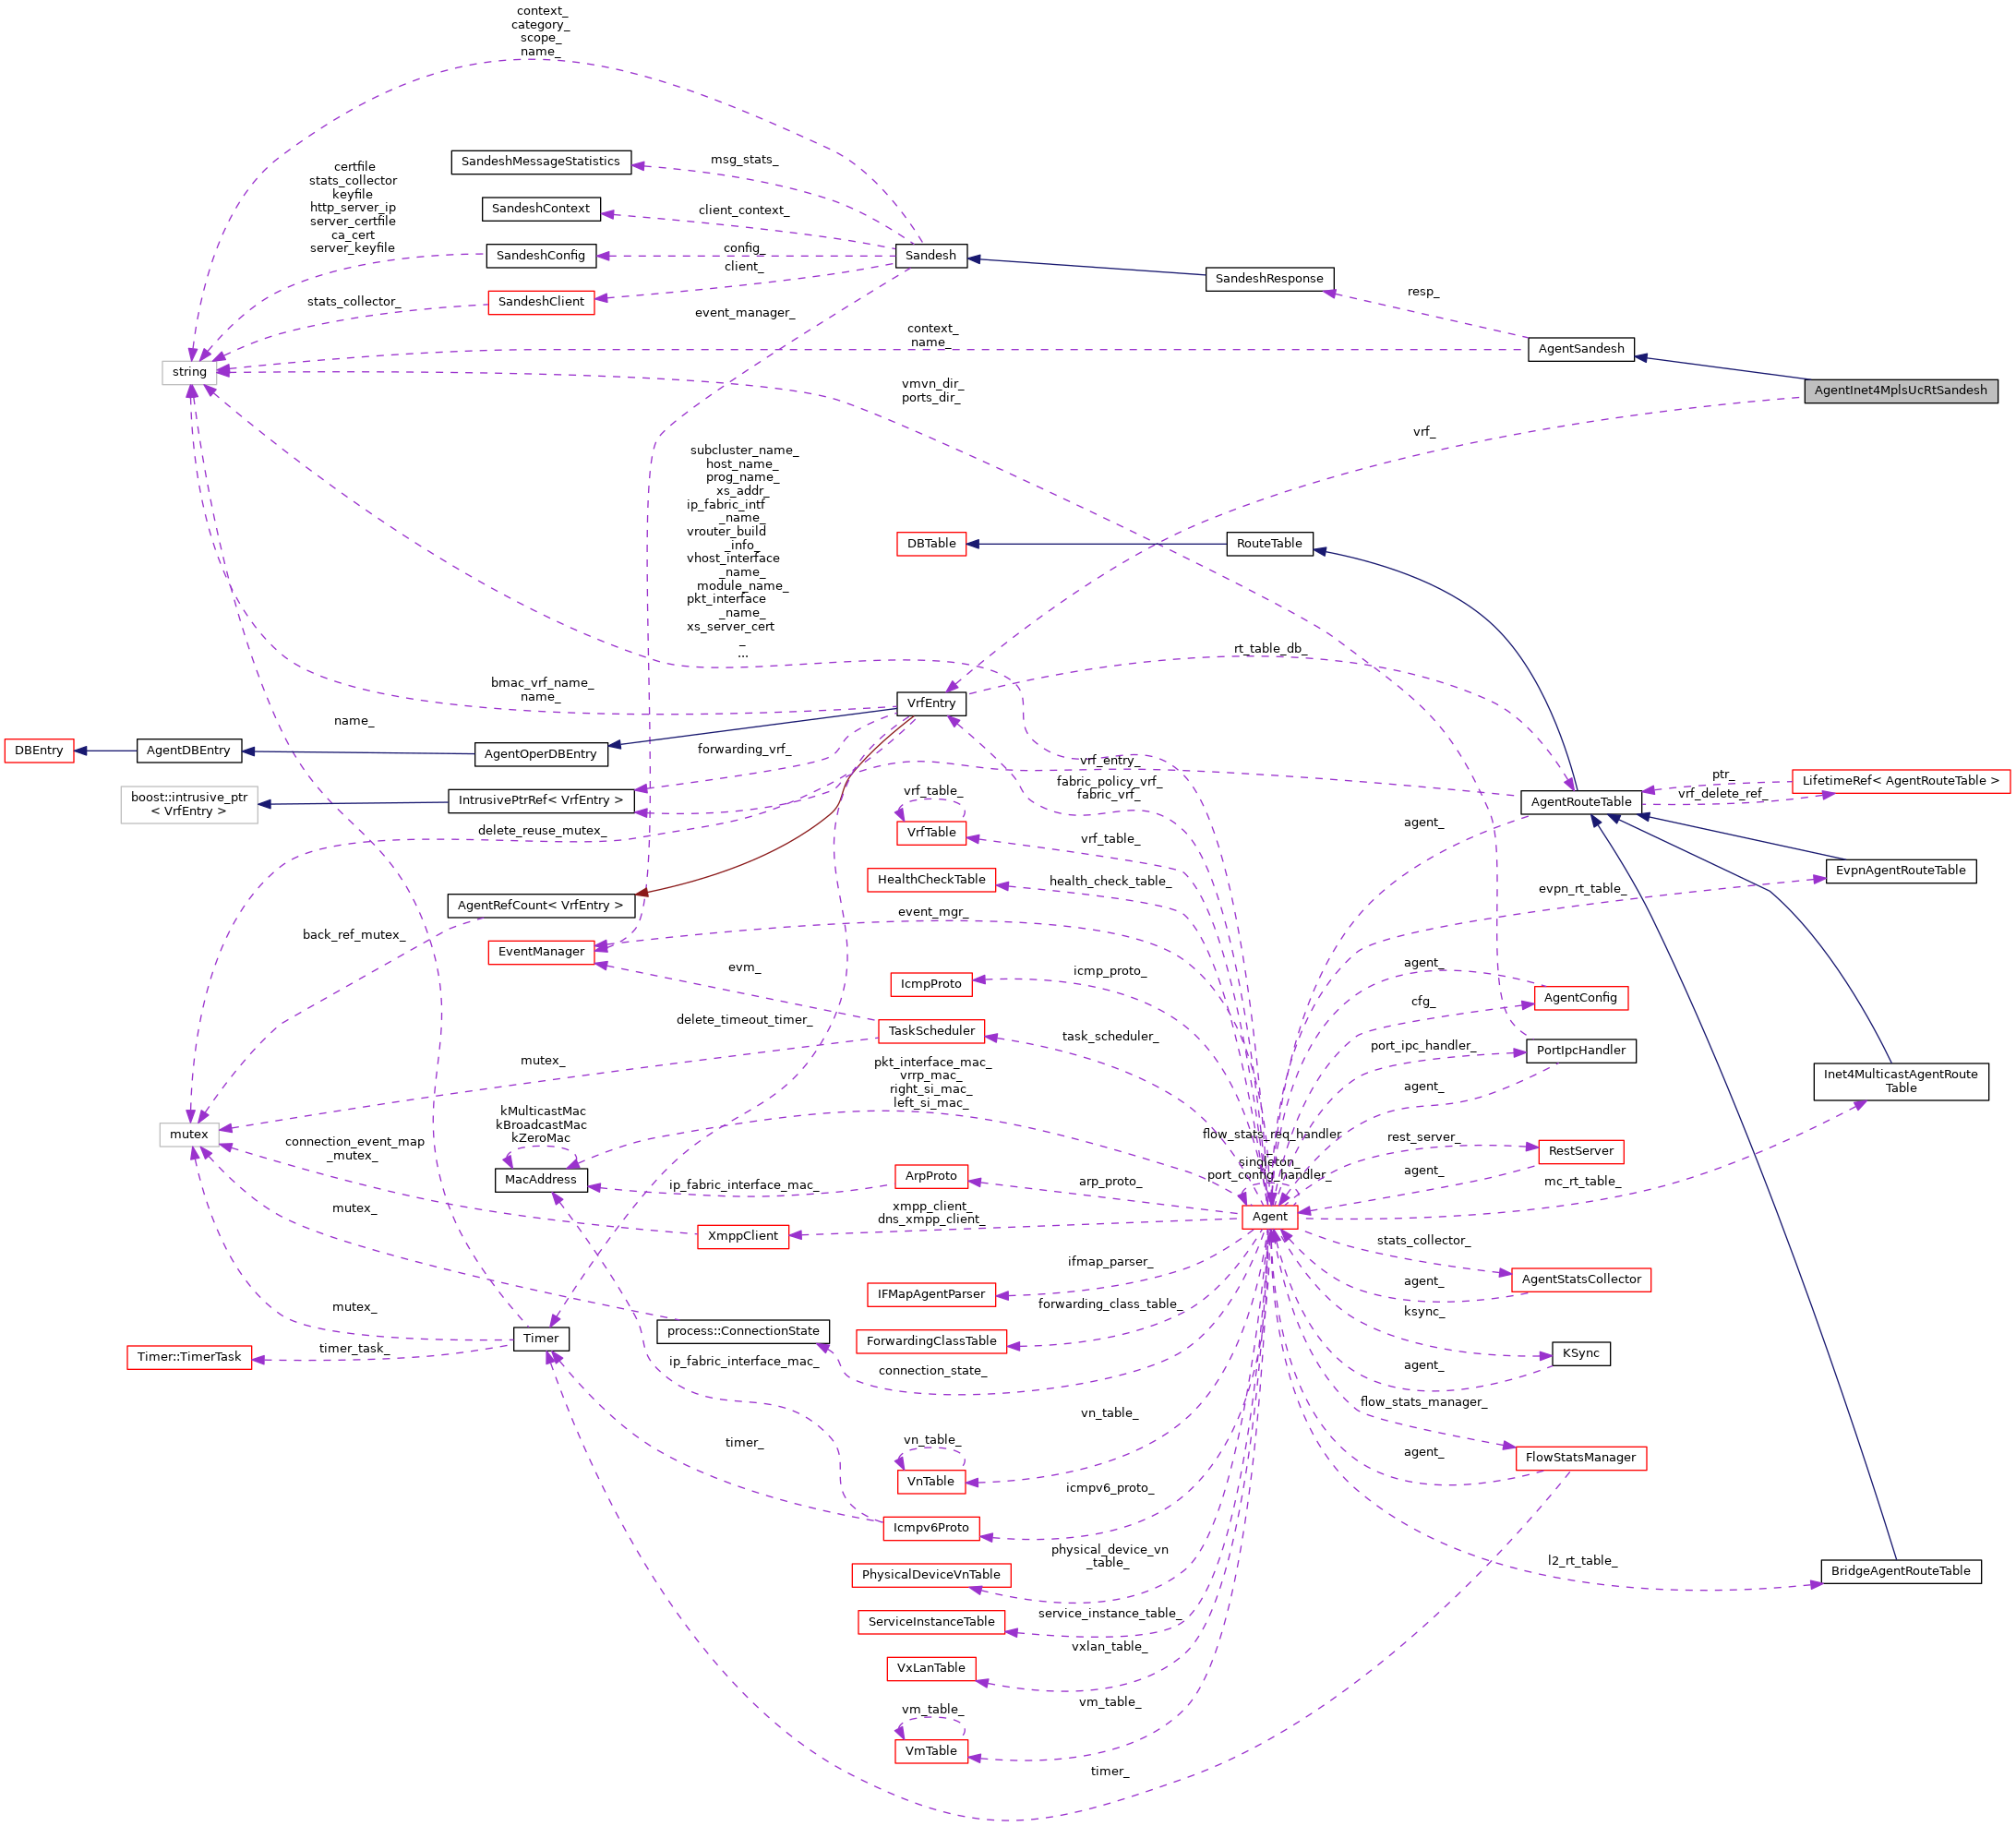 context_
category_
scope_
name_
SandeshMessageStatistics
msg_stats_
certfile
stats_collector
keyfile
http_server_ip
server_certfile
ca_cert
server_keyfile
SandeshContext
client_context_
SandeshConfig
config_
Sandesh
client_
SandeshResponse
SandeshClient
stats_collector_
resp_
event_manager_
context_
name_
AgentSandesh
string
AgentInet4MplsUcRtSandesh
vmvn_dir_
ports_dir_
vrf_
subcluster_name_
host_name_
prog_name_
xs_addr_
ip_fabric_intf
_name_
vrouter_build
_info_
vhost_interface
_name_
module_name_
pkt_interface
_name_
xs_server_cert
_
...
DBTable
RouteTable
rt_table_db_
bmac_vrf_name_
name_
VrfEntry
name_
DBEntry
AgentDBEntry
AgentOperDBEntry
forwarding_vrf_
vrf_entry_
boost::intrusive_ptr
< VrfEntry >
IntrusivePtrRef< VrfEntry >
fabric_policy_vrf_
fabric_vrf_
vrf_table_
AgentRouteTable
ptr_
vrf_delete_ref_
LifetimeRef< AgentRouteTable >
delete_reuse_mutex_
VrfTable
vrf_table_
agent_
HealthCheckTable
health_check_table_
EvpnAgentRouteTable
evpn_rt_table_
AgentRefCount< VrfEntry >
event_mgr_
back_ref_mutex_
EventManager
evm_
IcmpProto
icmp_proto_
agent_
AgentConfig
cfg_
delete_timeout_timer_
TaskScheduler
task_scheduler_
port_ipc_handler_
PortIpcHandler
mutex_
pkt_interface_mac_
vrrp_mac_
right_si_mac_
left_si_mac_
agent_
Inet4MulticastAgentRoute
Table
kMulticastMac
kBroadcastMac
kZeroMac
mutex
connection_event_map
_mutex_
flow_stats_req_handler
_
singleton_
port_config_handler_
rest_server_
RestServer
MacAddress
ip_fabric_interface_mac_
ArpProto
arp_proto_
agent_
mc_rt_table_
mutex_
xmpp_client_
dns_xmpp_client_
XmppClient
Agent
stats_collector_
ifmap_parser_
AgentStatsCollector
agent_
IFMapAgentParser
forwarding_class_table_
mutex_
ksync_
Timer
process::ConnectionState
ForwardingClassTable
KSync
Timer::TimerTask
timer_task_
ip_fabric_interface_mac_
connection_state_
agent_
flow_stats_manager_
vn_table_
vn_table_
timer_
agent_
FlowStatsManager
VnTable
icmpv6_proto_
Icmpv6Proto
physical_device_vn
_table_
l2_rt_table_
PhysicalDeviceVnTable
BridgeAgentRouteTable
ServiceInstanceTable
service_instance_table_
vxlan_table_
VxLanTable
vm_table_
vm_table_
VmTable
timer_